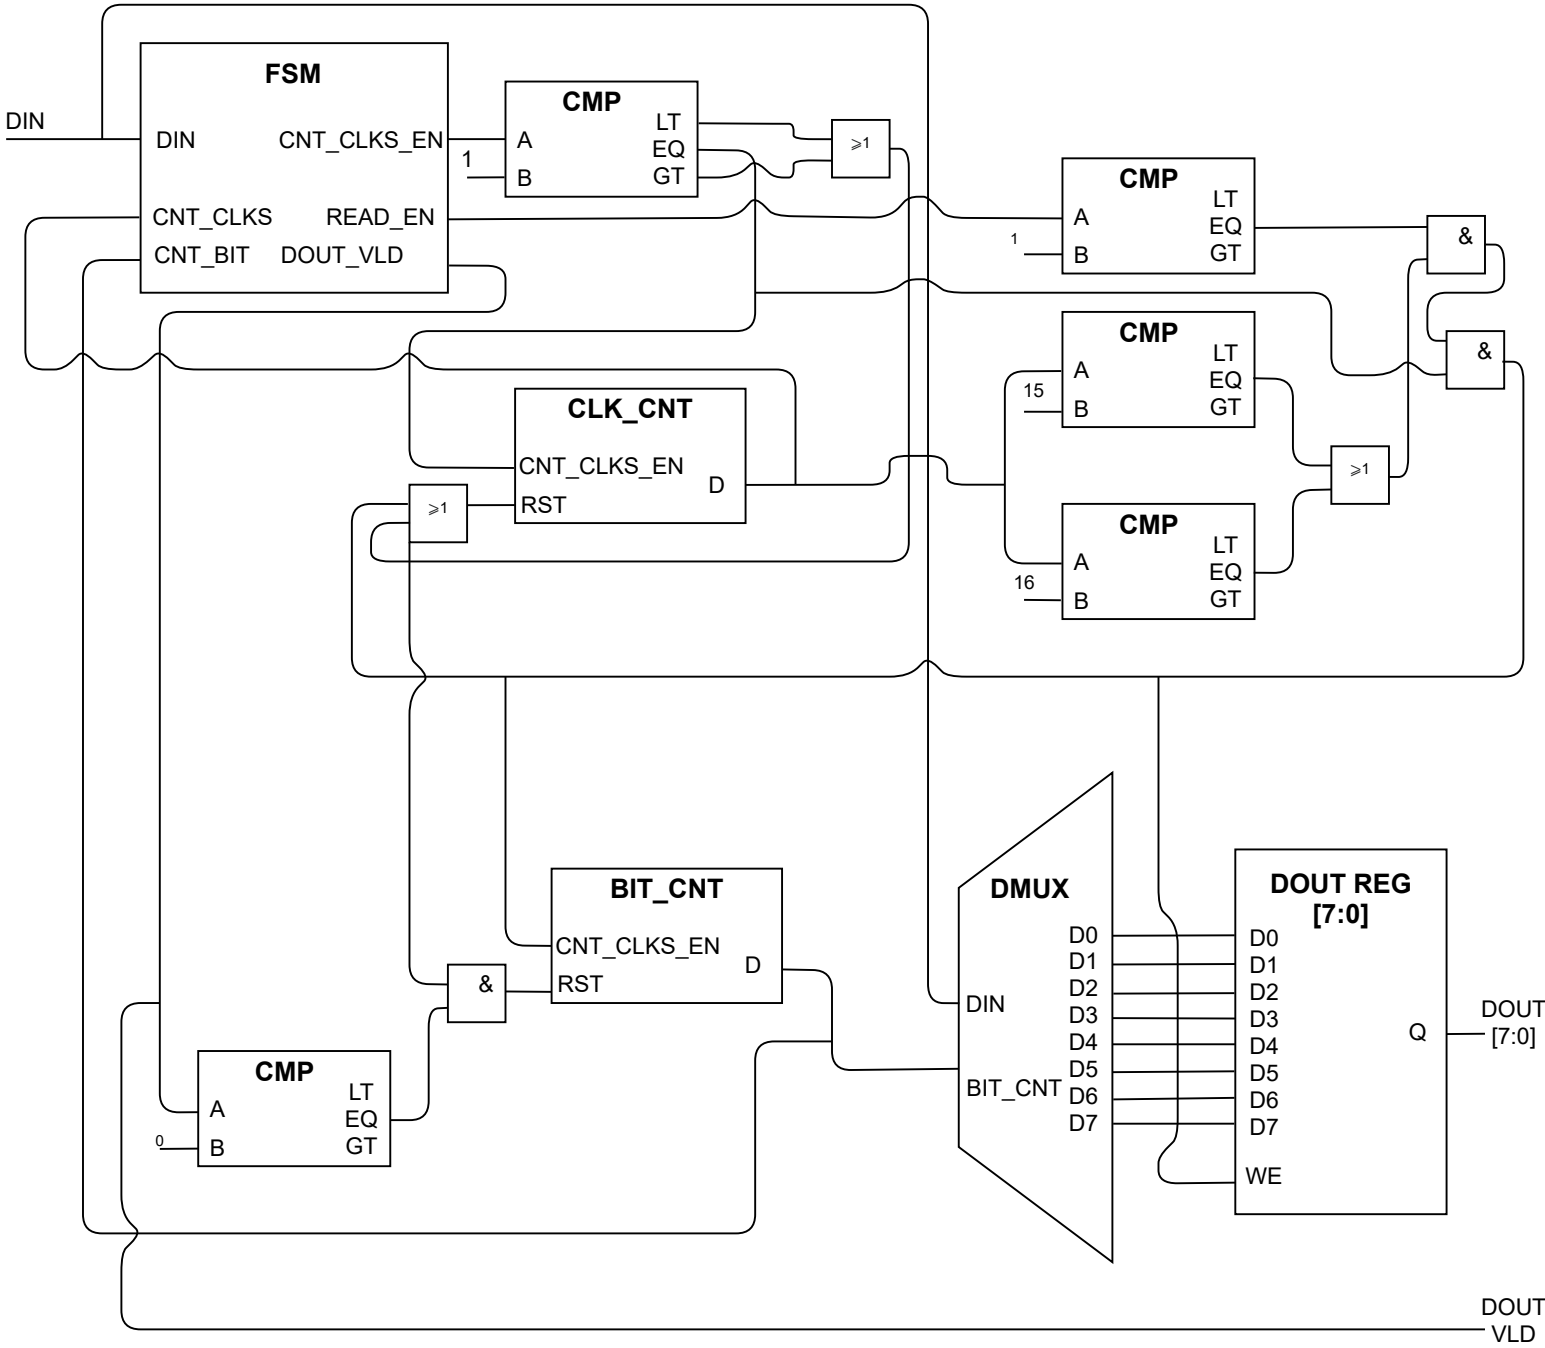 DIN
FSM
DIN
CNT_CLKS_EN
CNT_CLKS
READ_EN
CNT_BIT
DOUT_VLD
CMP
LT
A
EQ
1
B
GT
⩾1
CMP
LT
A
EQ
1
B
GT
&
CMP
LT
A
EQ
15
B
GT
&
CLK_CNT
CNT_CLKS_EN
D
RST
⩾1
⩾1
CMP
LT
A
EQ
16
B
GT
BIT_CNT
CNT_CLKS_EN
D
RST
&
CMP
LT
A
EQ
0
B
GT
DMUX
D0
D1
D2
DIN
D3
D4
D5
BIT_CNT
D6
D7
DOUT REG
[7:0]
D0
D1
D2
D3
D4
D5
D6
D7
WE
Q
DOUT
[7:0]
DOUT
VLD